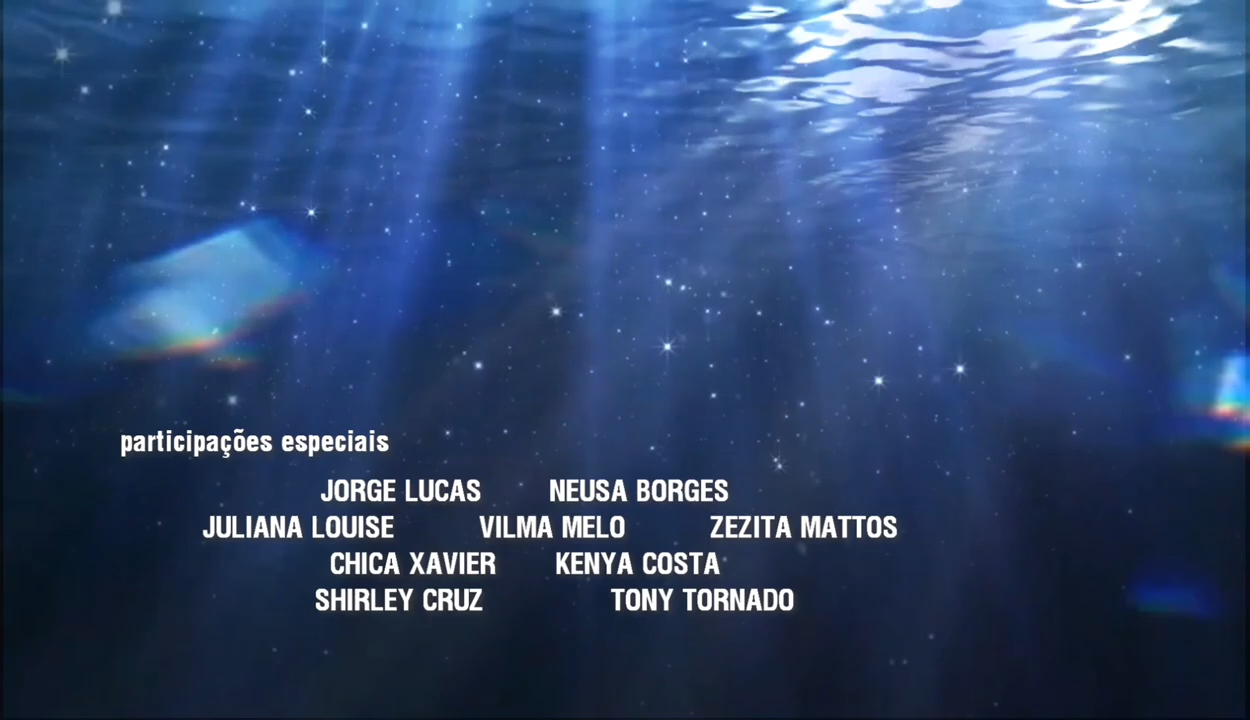 participações especiais
JORGE LUCAS NEUSA BORGES
JULIANA LOUISE VILMA MELO ZEZITA MATTOS
CHICA XAVIER KENYA COSTA
SHIRLEY CRUZ TONY TORNADO